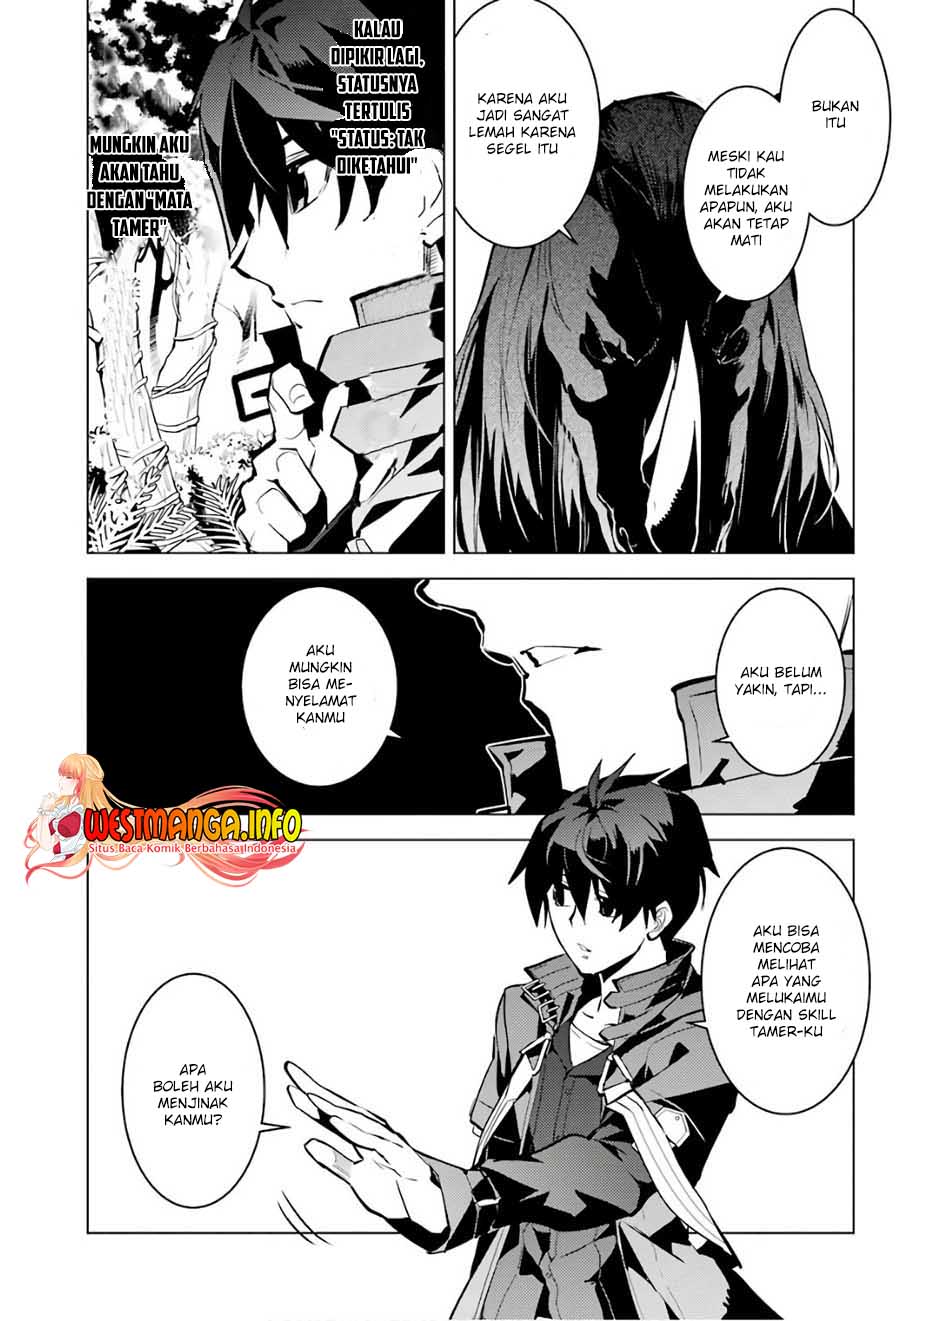 BUKAN
ITU
MESKI KAU
TIDAK
MELAKUKAN
APAPUN, AKU
AKAN TETAP
MATI
KARENA AKU
JADI SANGAT
LEMAH KARENA
SEGEL ITU
KALAU
DIPIKIR LAGI,
STATUSNYA
TERTULIS
"STATUS: TAK
DIKETAHUI"
MUNGKIN AKU
AKAN TAHU
DENGAN "MATA
TAMER"
AKU BELUM
YAKIN, TAPI...
AKU
MUNGKIN
BISA ME-
NYELAMAT
KANMU
WESTMANGA.INFO
Situs Baca Komik Berbahasa Indonesia
AKU BISA
MENCOBA
MELIHAT
APA YANG
MELUKAIMU
DENGAN SKILL
TAMER-KU
APA
BOLEH AKU
MENJINAK
KANMU?